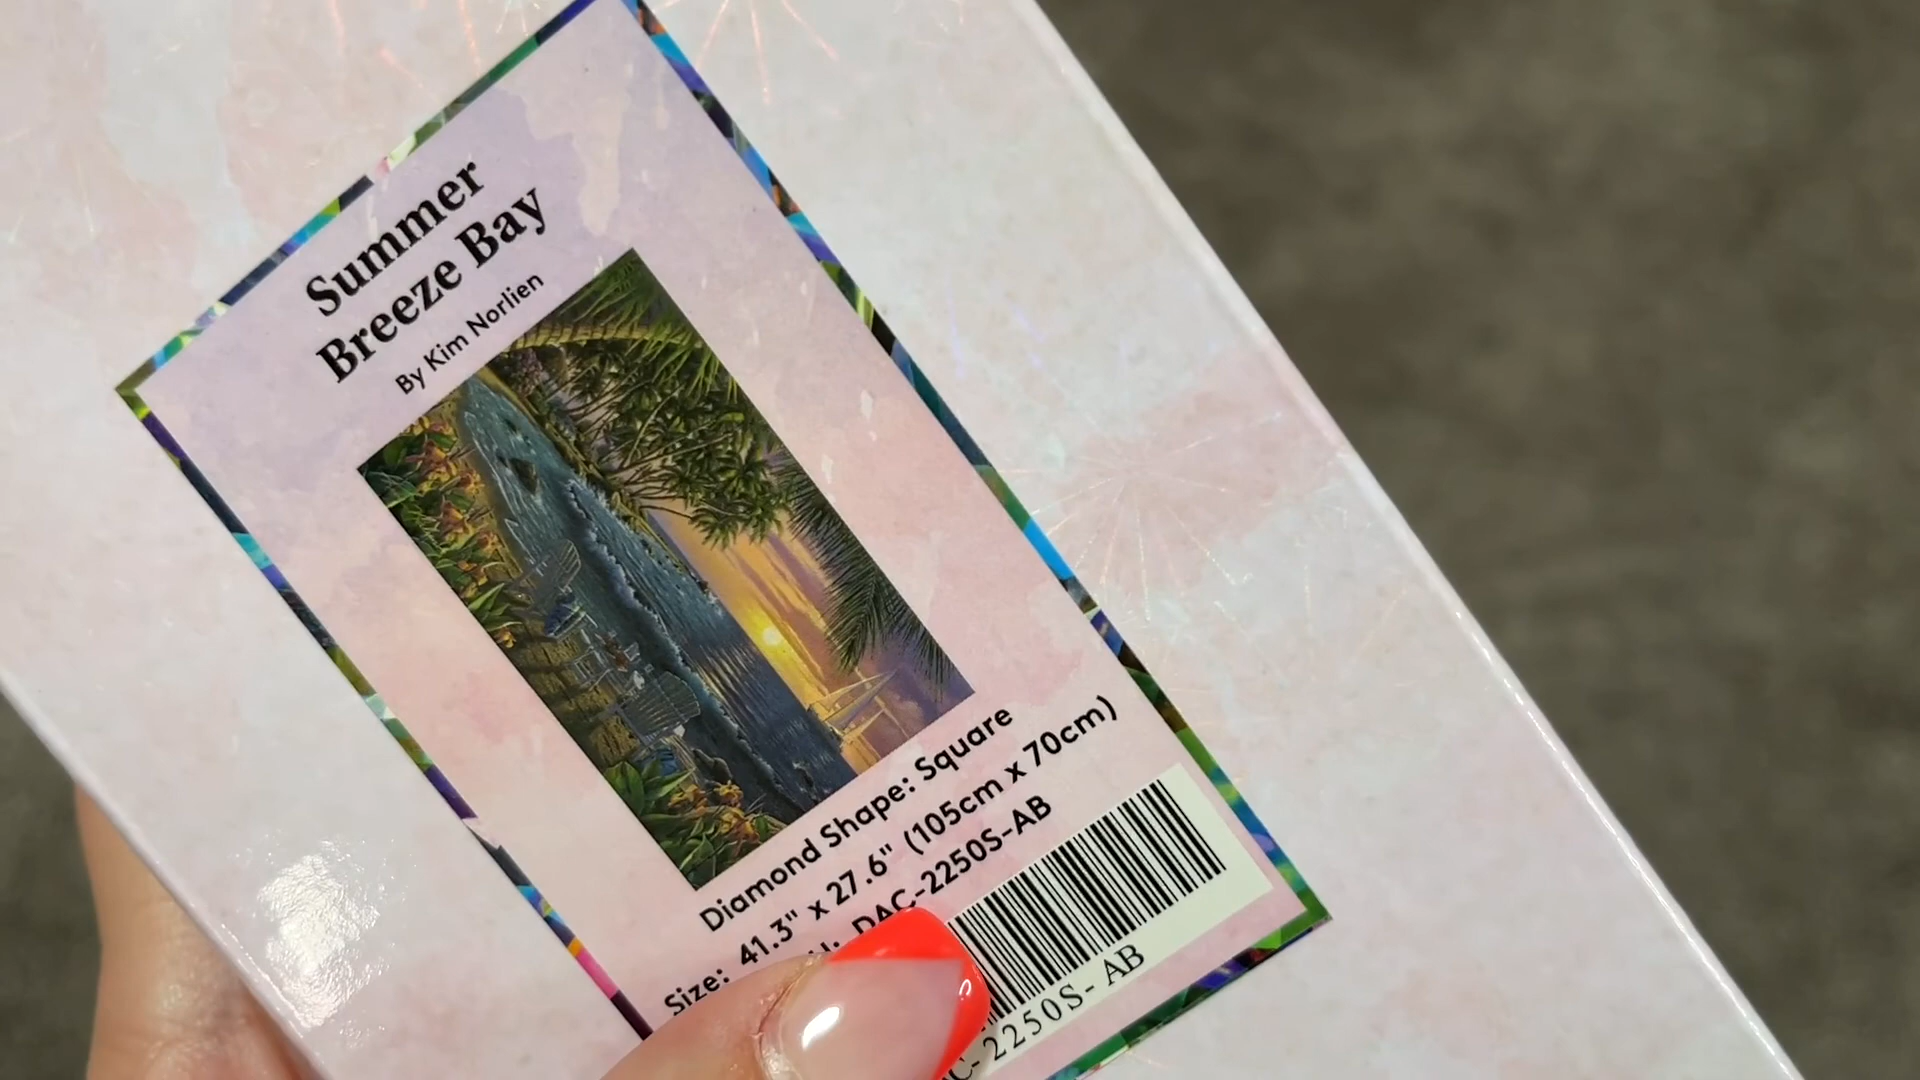 Summer
Breeze Bay
By Kim Norlien
Diamond Shape: Square
Size: 41.3" x 27.6" (105cm x 70cm)
DAC-2250S-AB
C-2250S-AB